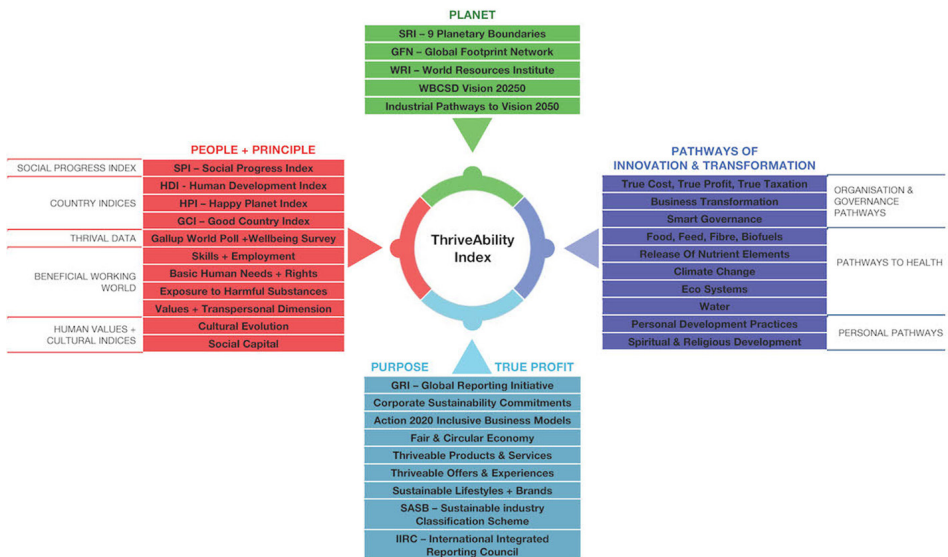 PLANET
SRI – 9 Planetary Boundaries
GFN – Global Footprint Network
WRI – World Resources Institute
WBCSD Vision 20250
Industrial Pathways to Vision 2050
PEOPLE + PRINCIPLE
SOCIAL PROGRESS INDEX
SPI – Social Progress Index
COUNTRY INDICES
HDI - Human Development Index
HPI – Happy Planet Index
GCI – Good Country Index
THRIVAL DATA
Gallup World Poll +Wellbeing Survey
BENEFICIAL WORKING
WORLD
Skills + Employment
Basic Human Needs + Rights
Exposure to Harmful Substances
Values + Transpersonal Dimension
HUMAN VALUES +
CULTURAL INDICES
Cultural Evolution
Social Capital
ThriveAbility
Index
PATHWAYS OF
INNOVATION & TRANSFORMATION
True Cost, True Profit, True Taxation
Business Transformation
Smart Governance
ORGANISATION &
GOVERNANCE
PATHWAYS
Food, Feed, Fibre, Biofuels
Release Of Nutrient Elements
Climate Change
Eco Systems
Water
PATHWAYS TO HEALTH
Personal Development Practices
Spiritual & Religious Development
PERSONAL PATHWAYS
PURPOSE
TRUE PROFIT
GRI – Global Reporting Initiative
Corporate Sustainability Commitments
Action 2020 Inclusive Business Models
Fair & Circular Economy
Thriveable Products & Services
Thriveable Offers & Experiences
Sustainable Lifestyles + Brands
SASB – Sustainable industry
Classification Scheme
IIRC – International Integrated
Reporting Council